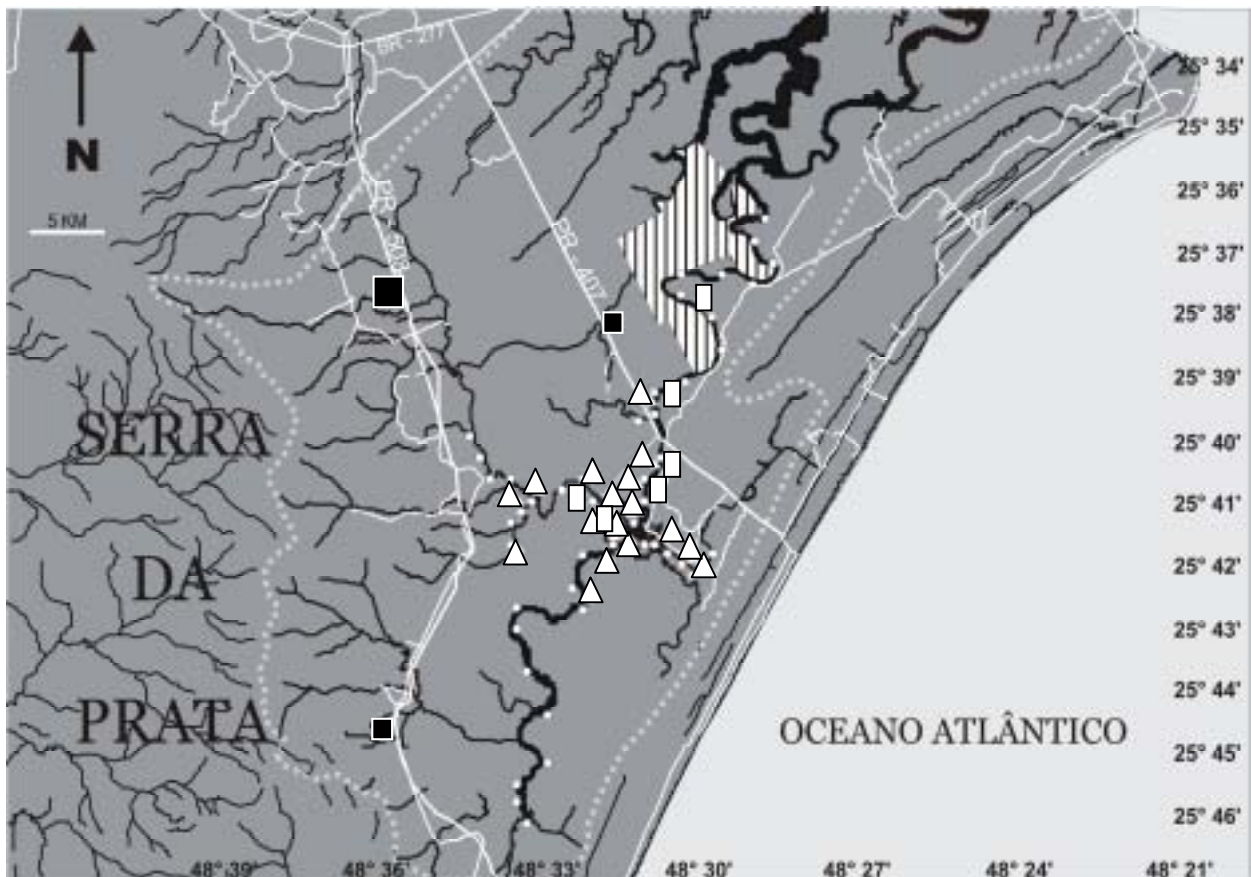 BR - 277
25° 34'
25° 35'
N
25° 36'
5 KM
PR - 508
PR - 407
25° 37'
25° 38'
25° 39'
SERRA
25° 40'
25° 41'
DA
25° 42'
25° 43'
25° 44'
PRATA
OCEANO ATLÂNTICO
25° 45'
25° 46'
48° 39'
48° 36'
48° 33'
48° 30'
48° 27'
48° 24'
48° 21'